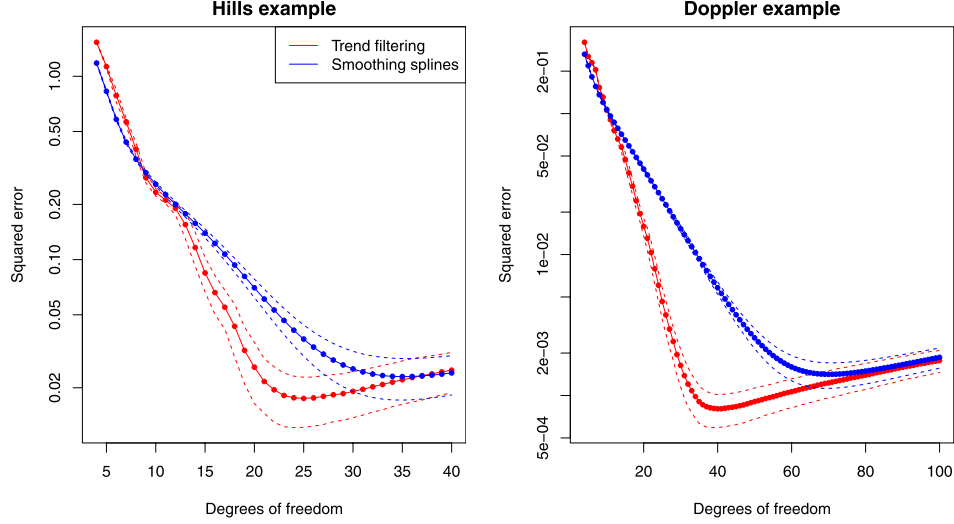 Hills example
Trend filtering
Smoothing splines
Squared error
1.00
0.50
0.20
0.10
0.05
0.02
5 10 15 20 25 30 35 40
Degrees of freedom
Doppler example
Squared error
2e-01
5e-02
1e-02
2e-03
5e-04
20 40 60 80 100
Degrees of freedom